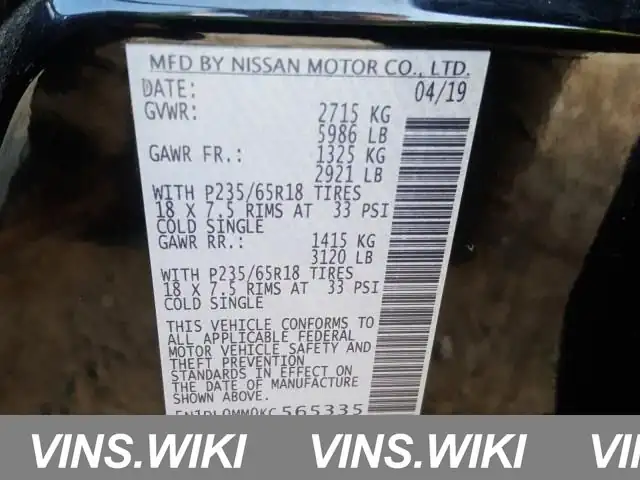 MFD BY NISSAN MOTOR CO., LTD.
DATE: 04/19
GVWR: 2715 KG
5986 LB
GAWR FR.: 1325 KG
2921 LB
WITH P235/65R18 TIRES
18 X 7.5 RIMS AT 33 PSI
COLD SINGLE
GAWR RR.: 1415 KG
3120 LB
WITH P235/65R18 TIRES
18 X 7.5 RIMS AT 33 PSI
COLD SINGLE
THIS VEHICLE CONFORMS TO
ALL APPLICABLE FEDERAL
MOTOR VEHICLE SAFETY AND
THEFT PREVENTION
STANDARDS IN EFFECT ON
THE DATE OF MANUFACTURE
SHOWN ABOVE.
5N1DL0MM0KC565335
VINS.WIKI VINS.WIKI VIN